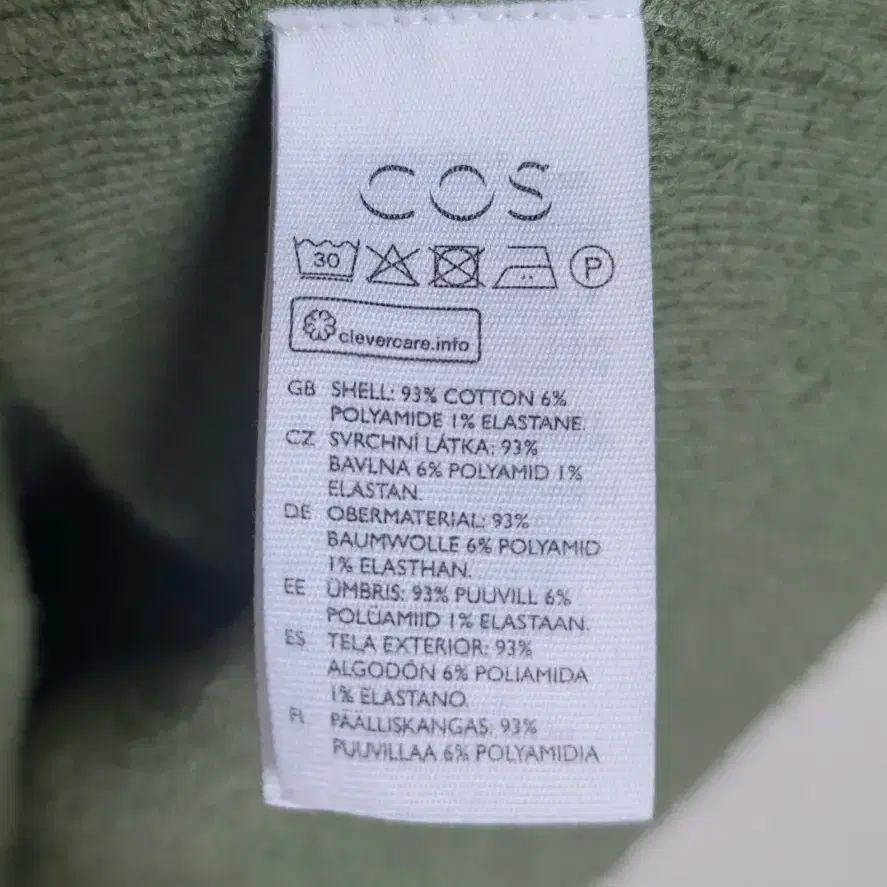 COS
30
P
clevercare.info
GB SHELL: 93% COTTON 6%
POLYAMIDE 1% ELASTANE.
CZ SVRCHNÍ LÁTKA: 93%
BAVLNA 6% POLYAMID 1%
ELASTAN.
DE OBERMATERIAL: 93%
BAUMWOLLE 6% POLYAMID
1% ELASTHAN.
EE ÜMBRIS: 93% PUUVILL 6%
POLÜAMIID 1% ELASTAAN.
ES TELA EXTERIOR: 93%
ALGODÓN 6% POLIAMIDA
1% ELASTANO.
FI PÄÄLLISKANGAS: 93%
PUUVILLAA 6% POLYAMIDIA